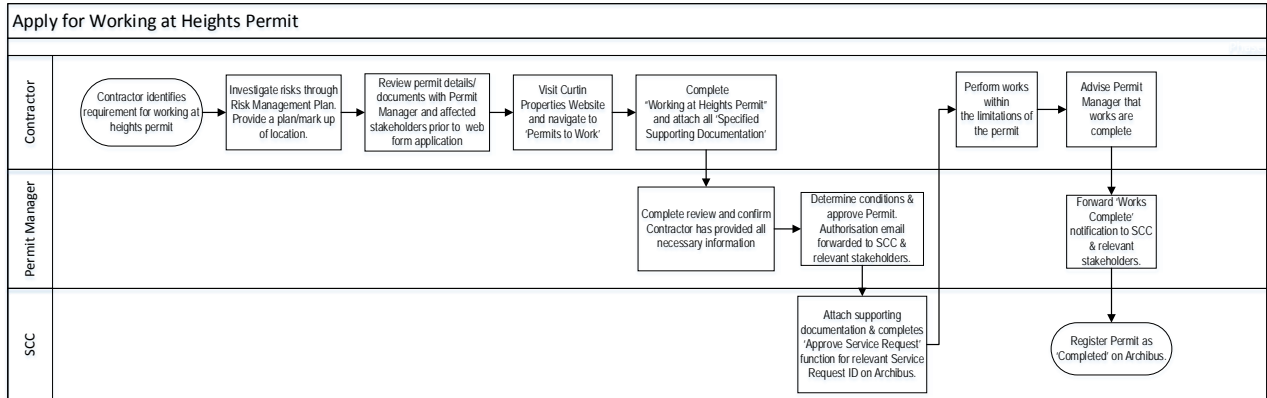 Apply for Working at Heights Permit
Contractor
Contractor identifies
requirement for working at
heights permit
Investigate risks through
Risk Management Plan.
Provide a plan/mark up
of location.
Review permit details/
documents with Permit
Manager and affected
stakeholders prior to web
form application
Visit Curtin
Properties Website
and navigate to
‘Permits to Work’
Complete
“Working at Heights Permit”
and attach all ‘Specified
Supporting Documentation’
Perform works
within
the limitations of
the permit
Advise Permit
Manager that
works are
complete
Permit Manager
Complete review and confirm
Contractor has provided all
necessary information
Determine conditions &
approve Permit.
Authorisation email
forwarded to SCC &
relevant stakeholders.
Forward ‘Works
Complete’
notification to SCC
& relevant
stakeholders.
SCC
Attach supporting
documentation & completes
‘Approve Service Request’
function for relevant Service
Request ID on Archibus.
Register Permit as
‘Completed’ on Archibus.